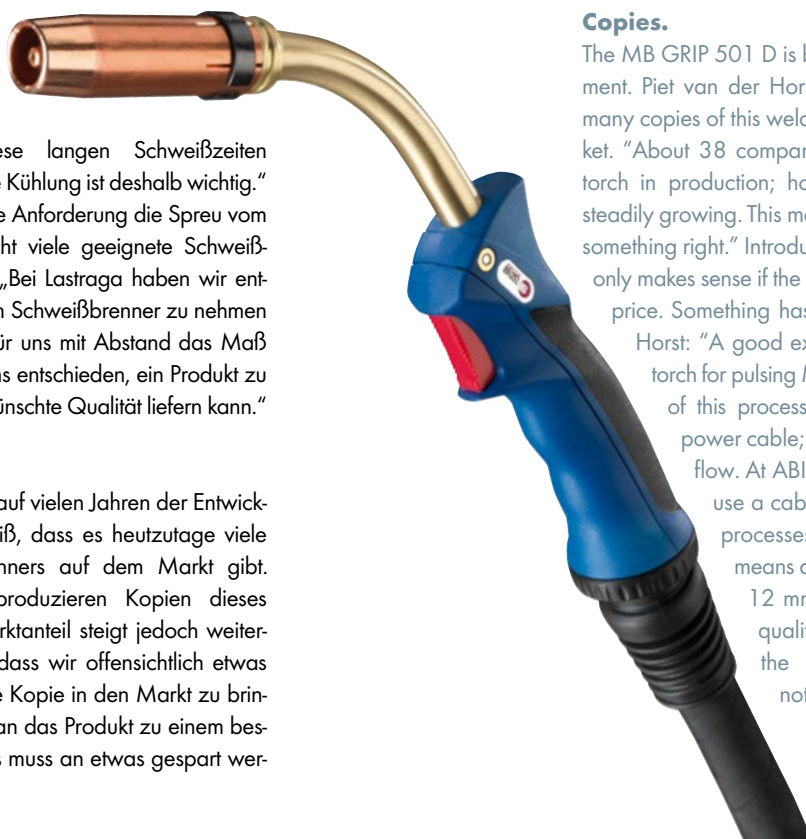 ese langen Schweißzeiten
Kühlung ist deshalb wichtig.“
e Anforderung die Spreu vom
ht viele geeignete Schweiß-
„Bei Lastraga haben wir ent-
n Schweißbrenner zu nehmen
ür uns mit Abstand das Maß
ns entschieden, ein Produkt zu
ünschte Qualität liefern kann.“
auf vielen Jahren der Entwick-
iß, dass es heutzutage viele
nners auf dem Markt gibt.
produzieren Kopien dieses
rktanteil steigt jedoch weiter-
dass wir offensichtlich etwas
e Kopie in den Markt zu brin-
an das Produkt zu einem bes-
s muss an etwas gespart wer-
Copies.
The MB GRIP 501 D is b
ment. Piet van der Hor
many copies of this weld
ket. “About 38 compar
torch in production; ho
steadily growing. This me
something right.” Introdu
only makes sense if the
price. Something has
Horst: “A good ex
torch for pulsing M
of this process
power cable;
flow. At ABI
use a cab
processes
means a
12 mm
qualit
the
not